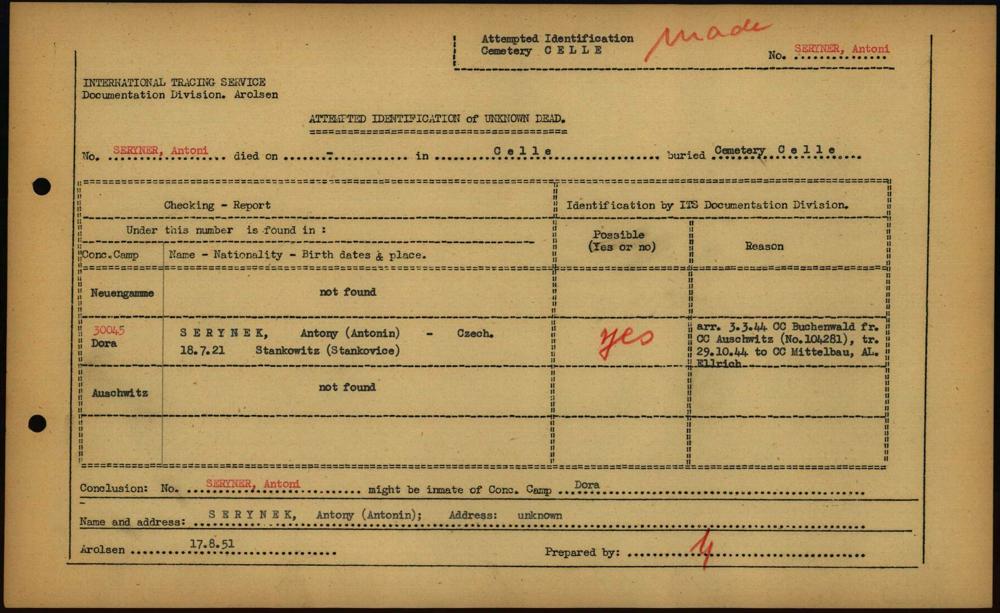 Attempted Identification
Cemetery C E L L E
made
No. SERYNER, Antoni
INTERNATIONAL TRACING SERVICE
Documentation Division. Arolsen
ATTEMPTED IDENTIFICATION of UNKNOWN DEAD.
No. SERYNER, Antoni died on - in C e l l e buried Cemetery C e l l e
Checking - Report
Identification by ITS Documentation Division.
Under this number is found in :
Possible
(Yes or no)
Reason
Conc.Camp
Name - Nationality - Birth dates & place.
Neuengamme
not found
30045
Dora
S E R Y N E K, Antony (Antonin) - Czech.
18.7.21 Stankowitz (Stankovice)
yes
arr. 3.3.44 CC Buchenwald fr.
CC Auschwitz (No.104281), tr.
29.10.44 to CC Mittelbau, AL.
Ellrich
Auschwitz
not found
Conclusion: No. SERYNER, Antoni might be inmate of Conc. Camp Dora
Name and address: S E R Y N E K, Antony (Antonin); Address: unknown
Arolsen 17.8.51
Prepared by: